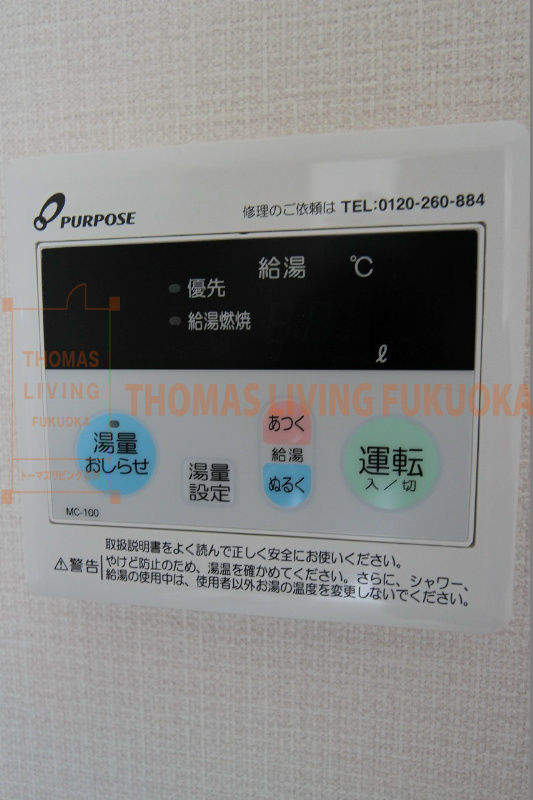 PURPOSE
修理のご依頼は TEL:0120-260-884
給湯 ℃
優先
給湯燃焼
ℓ
THOMAS
LIVING
FUKUOKA
THOMAS LIVING FUKUOKA
湯量
おしらせ
湯量
設定
あつく
給湯
ぬるく
運転
入／切
MC-100
取扱説明書をよく読んで正しく安全にお使いください。
⚠警告
やけど防止のため、湯温を確かめてください。さらに、シャワー、
給湯の使用中は、使用者以外お湯の温度を変更しないでください。